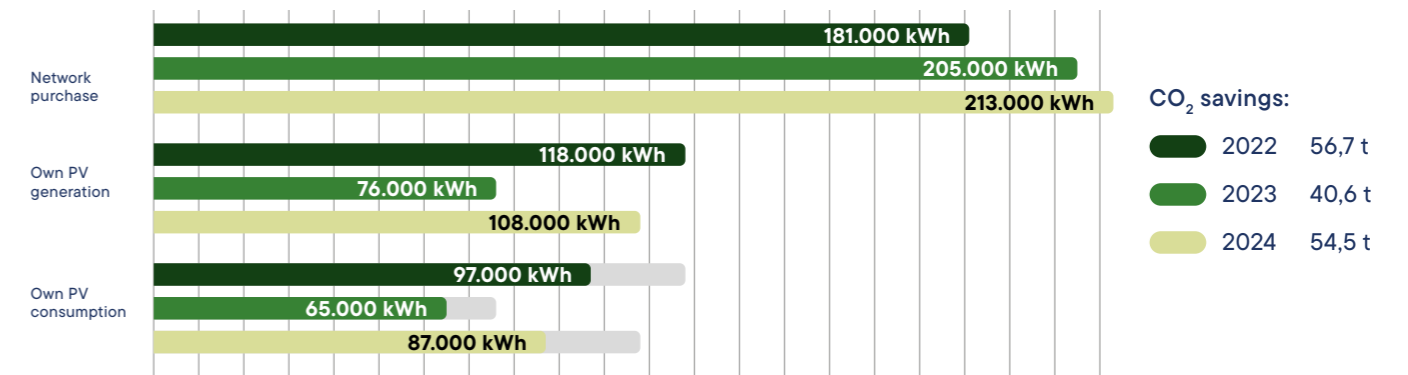 Network
purchase
181.000 kWh
205.000 kWh
213.000 kWh
Own PV
generation
118.000 kWh
76.000 kWh
108.000 kWh
Own PV
consumption
97.000 kWh
65.000 kWh
87.000 kWh
CO₂ savings:
2022 56,7 t
2023 40,6 t
2024 54,5 t